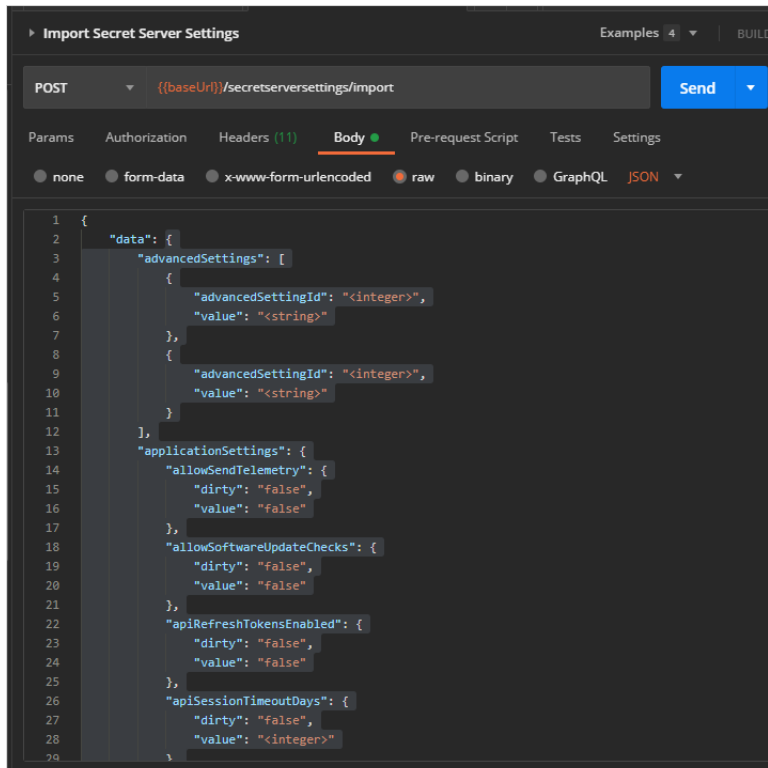 Import Secret Server Settings Examples 4 BUILD
POST {{baseUrl}}/secretserversettings/import Send
Params Authorization Headers (11) Body Pre-request Script Tests Settings
none form-data x-www-form-urlencoded raw binary GraphQL JSON
1 {
2 "data": {
3 "advancedSettings": [
4 {
5 "advancedSettingId": "<integer>",
6 "value": "<string>"
7 },
8 {
9 "advancedSettingId": "<integer>",
10 "value": "<string>"
11 }
12 ],
13 "applicationSettings": {
14 "allowSendTelemetry": {
15 "dirty": "false",
16 "value": "false"
17 },
18 "allowSoftwareUpdateChecks": {
19 "dirty": "false",
20 "value": "false"
21 },
22 "apiRefreshTokensEnabled": {
23 "dirty": "false",
24 "value": "false"
25 },
26 "apiSessionTimeoutDays": {
27 "dirty": "false",
28 "value": "<integer>"
29 }